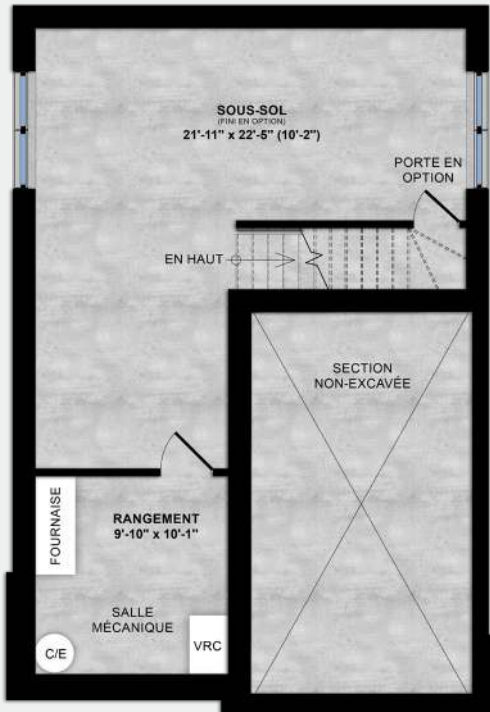 SOUS-SOL
(FINI EN OPTION)
21'-11" x 22'-5" (10'-2")
PORTE EN
OPTION
EN HAUT
SECTION
NON-EXCAVÉE
FOURNAISE
RANGEMENT
9'-10" x 10'-1"
SALLE
MÉCANIQUE
C/E
VRC